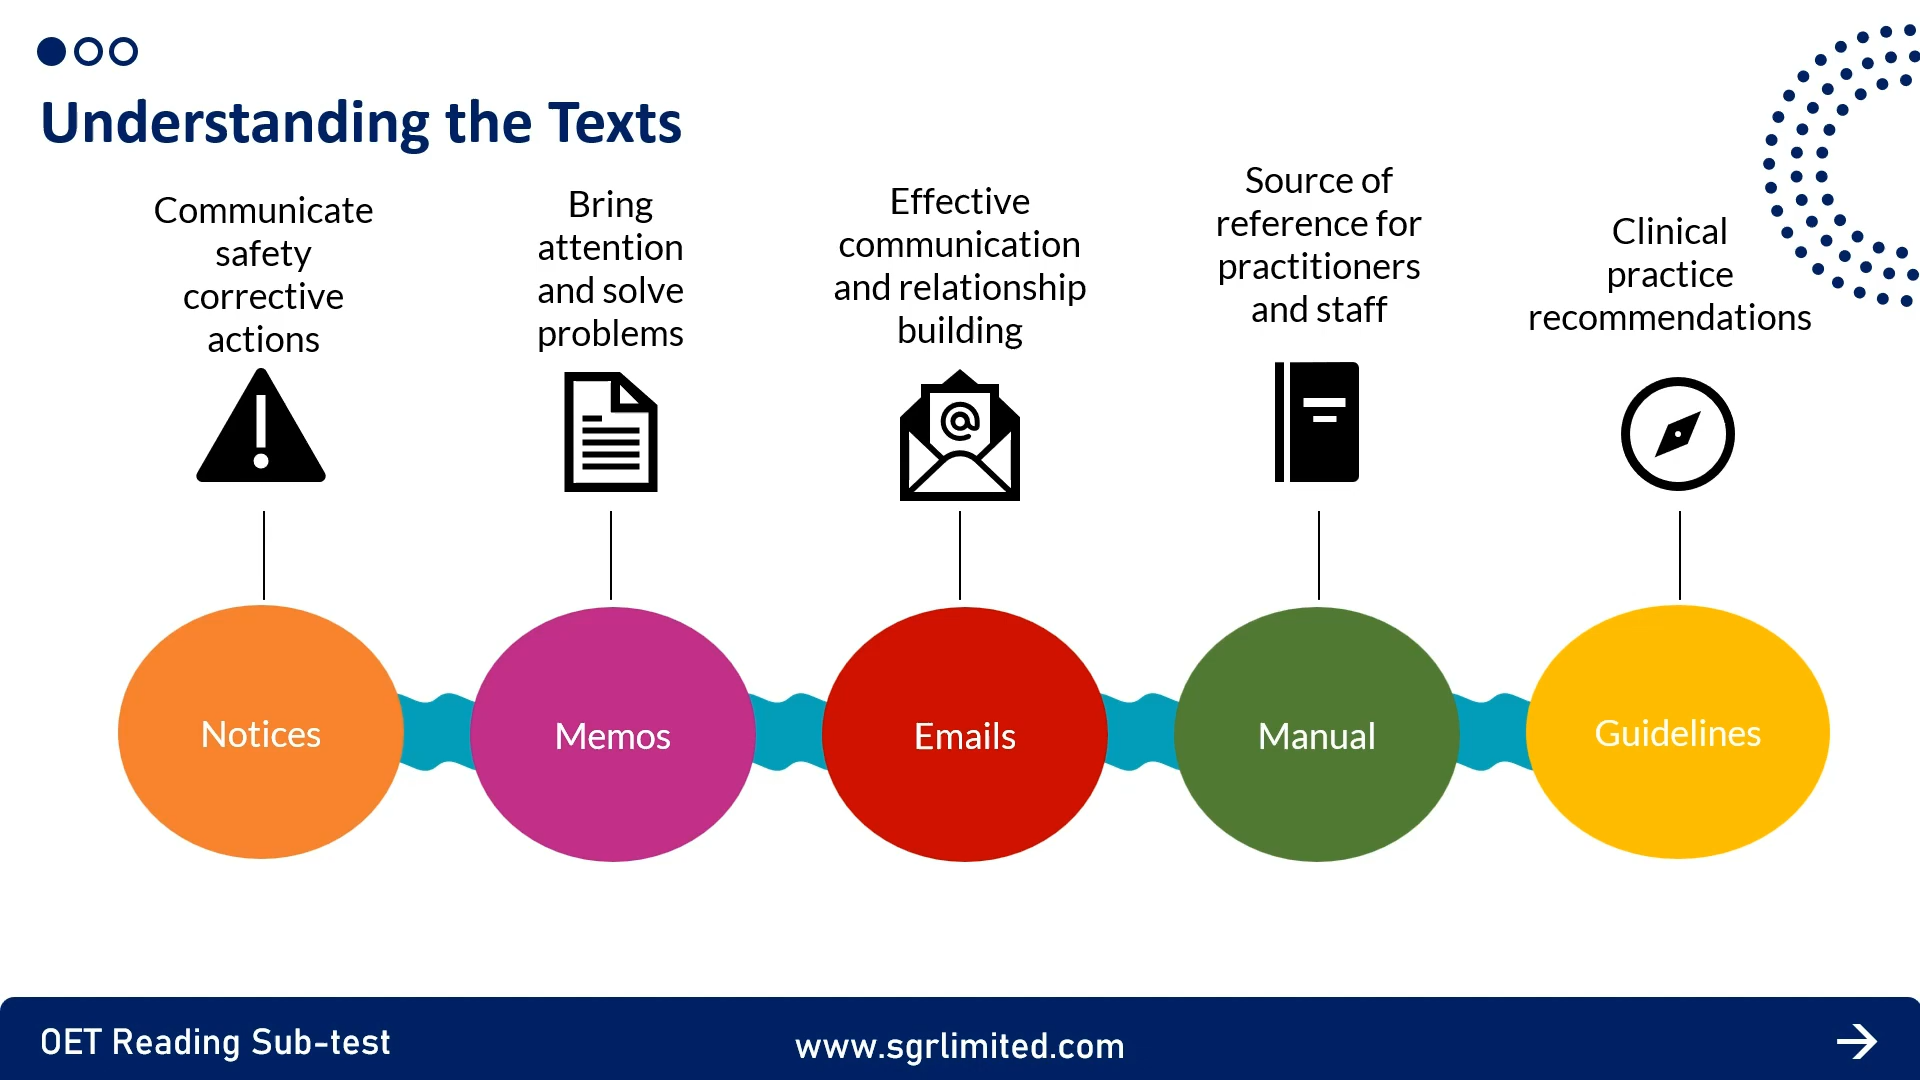 Understanding the Texts
Communicate
safety
corrective
actions
Bring
attention
and solve
problems
Effective
communication
and relationship
building
Source of
reference for
practitioners
and staff
Clinical
practice
recommendations
@
Notices
Memos
Emails
Manual
Guidelines
OET Reading Sub-test
www.sgrlimited.com